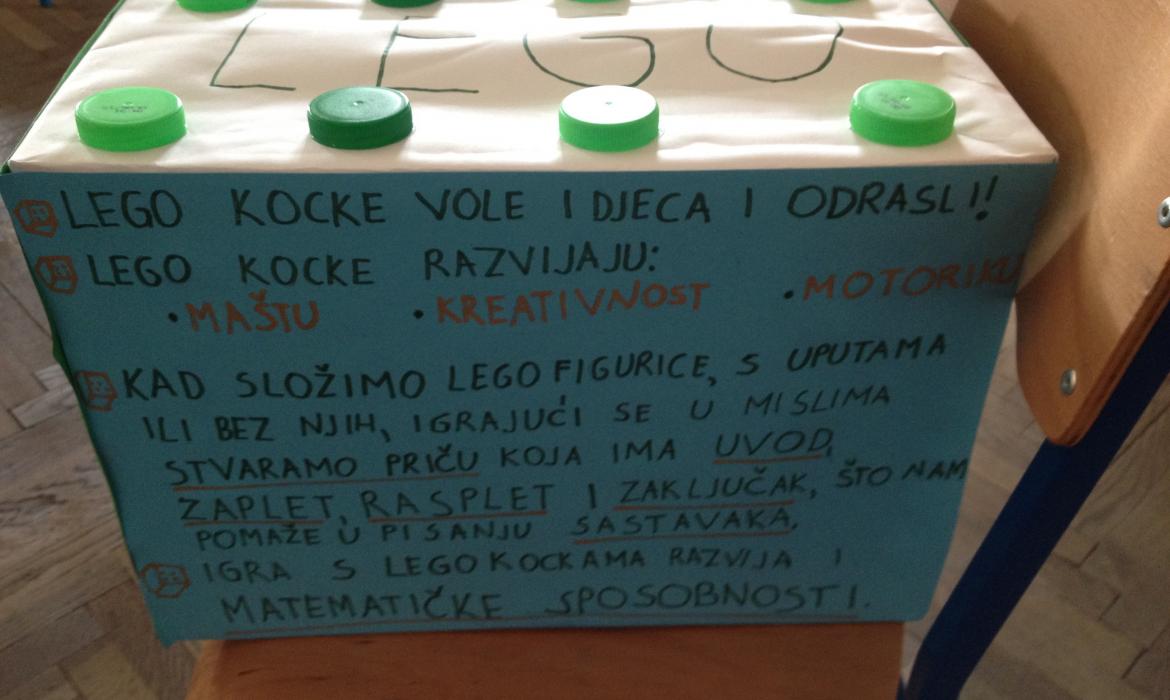 LEGO
LEGO KOCKE VOLE I DJECA I ODRASLI!
LEGO KOCKE RAZVIJAJU:
•MAŠTU •KREATIVNOST •MOTORIKU
KAD SLOŽIMO LEGO FIGURICE, S UPUTAMA
ILI BEZ NJIH, IGRAJUĆI SE U MISLIMA
STVARAMO PRIČU KOJA IMA UVOD,
ZAPLET, RASPLET I ZAKLJUČAK, ŠTO NAM
POMAŽE U PISANJU SASTAVAKA.
IGRA S LEGO KOCKAMA RAZVIJA I
MATEMATIČKE SPOSOBNOSTI.